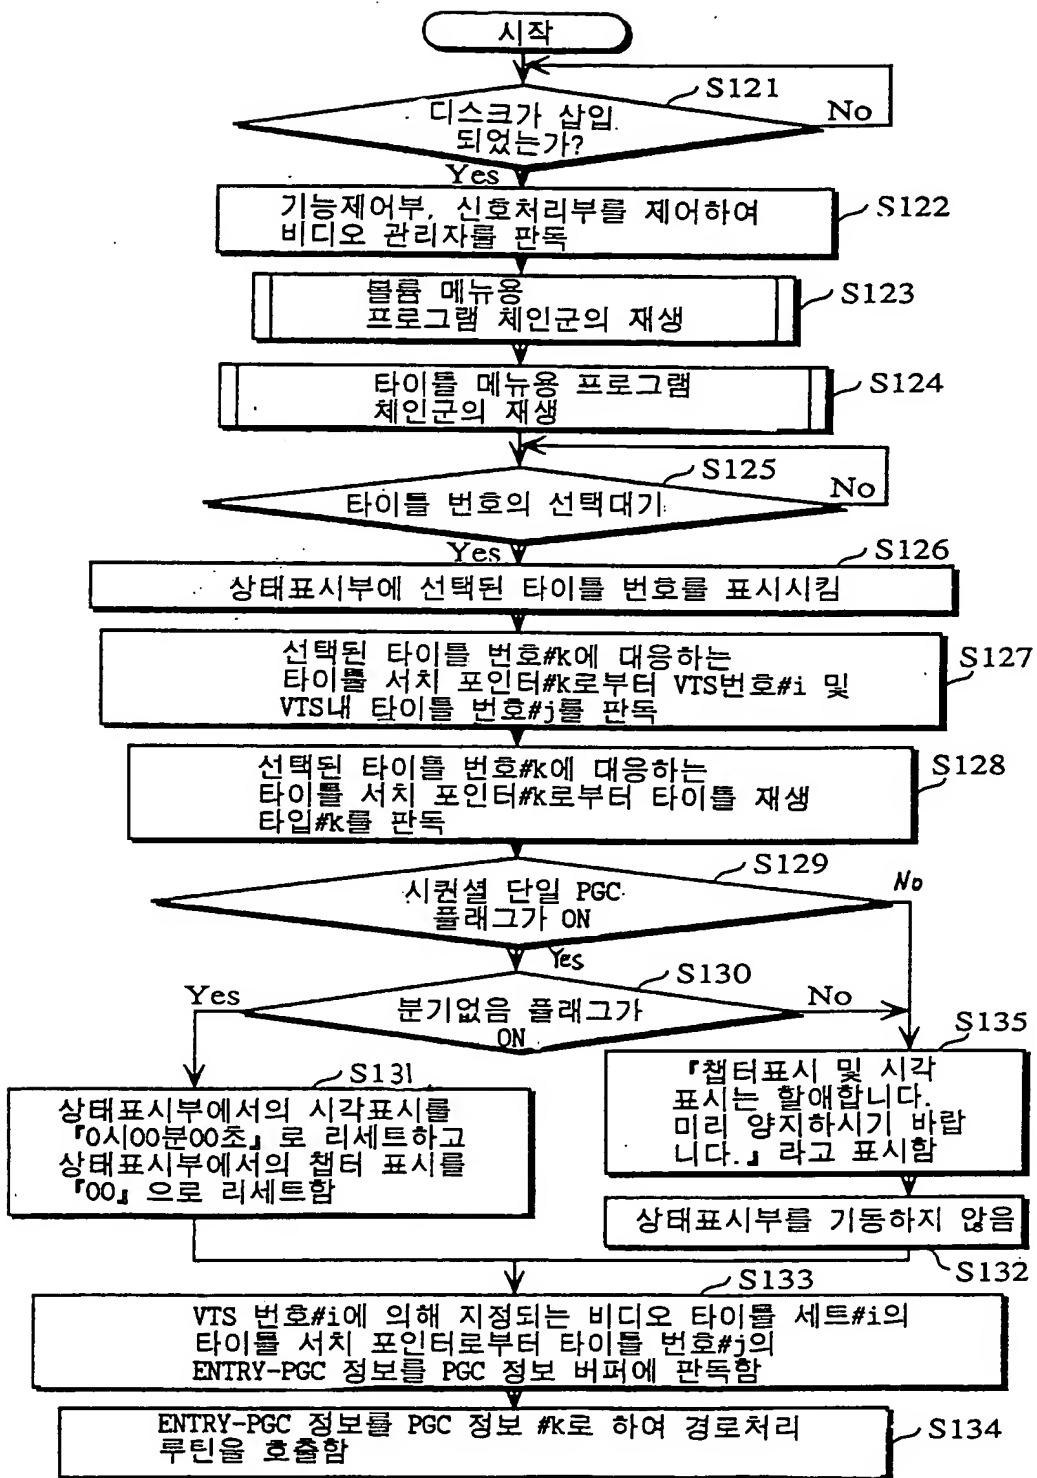 시작
S121
디스크가 삽입
되었는가?
No
Yes
S122
기능제어부, 신호처리부를 제어하여
비디오 관리자를 판독
S123
볼륨 메뉴용
프로그램 체인군의 재생
S124
타이틀 메뉴용 프로그램
체인군의 재생
S125
타이틀 번호의 선택대기
No
Yes
S126
상태표시부에 선택된 타이틀 번호를 표시시킴
S127
선택된 타이틀 번호#k에 대응하는
타이틀 서치 포인터#k로부터 VTS번호#i 및
VTS내 타이틀 번호#j를 판독
S128
선택된 타이틀 번호#k에 대응하는
타이틀 서치 포인터#k로부터 타이틀 재생
타입#k를 판독
S129
시퀀셜 단일 PGC
플래그가 ON
No
Yes
S130
분기없음 플래그가
ON
Yes
No
S131
상태표시부에서의 시각표시를
『0시00분00초』로 리세트하고
상태표시부에서의 챕터 표시를
『00』으로 리세트함
S135
『챕터표시 및 시각
표시는 할애합니다.
미리 양지하시기 바랍
니다.』라고 표시함
상태표시부를 기동하지 않음
S132
S133
VTS 번호#i에 의해 지정되는 비디오 타이틀 세트#i의
타이틀 서치 포인터로부터 타이틀 번호#j의
ENTRY-PGC 정보를 PGC 정보 버퍼에 판독함
S134
ENTRY-PGC 정보를 PGC 정보 #k로 하여 경로처리
루틴을 호출함